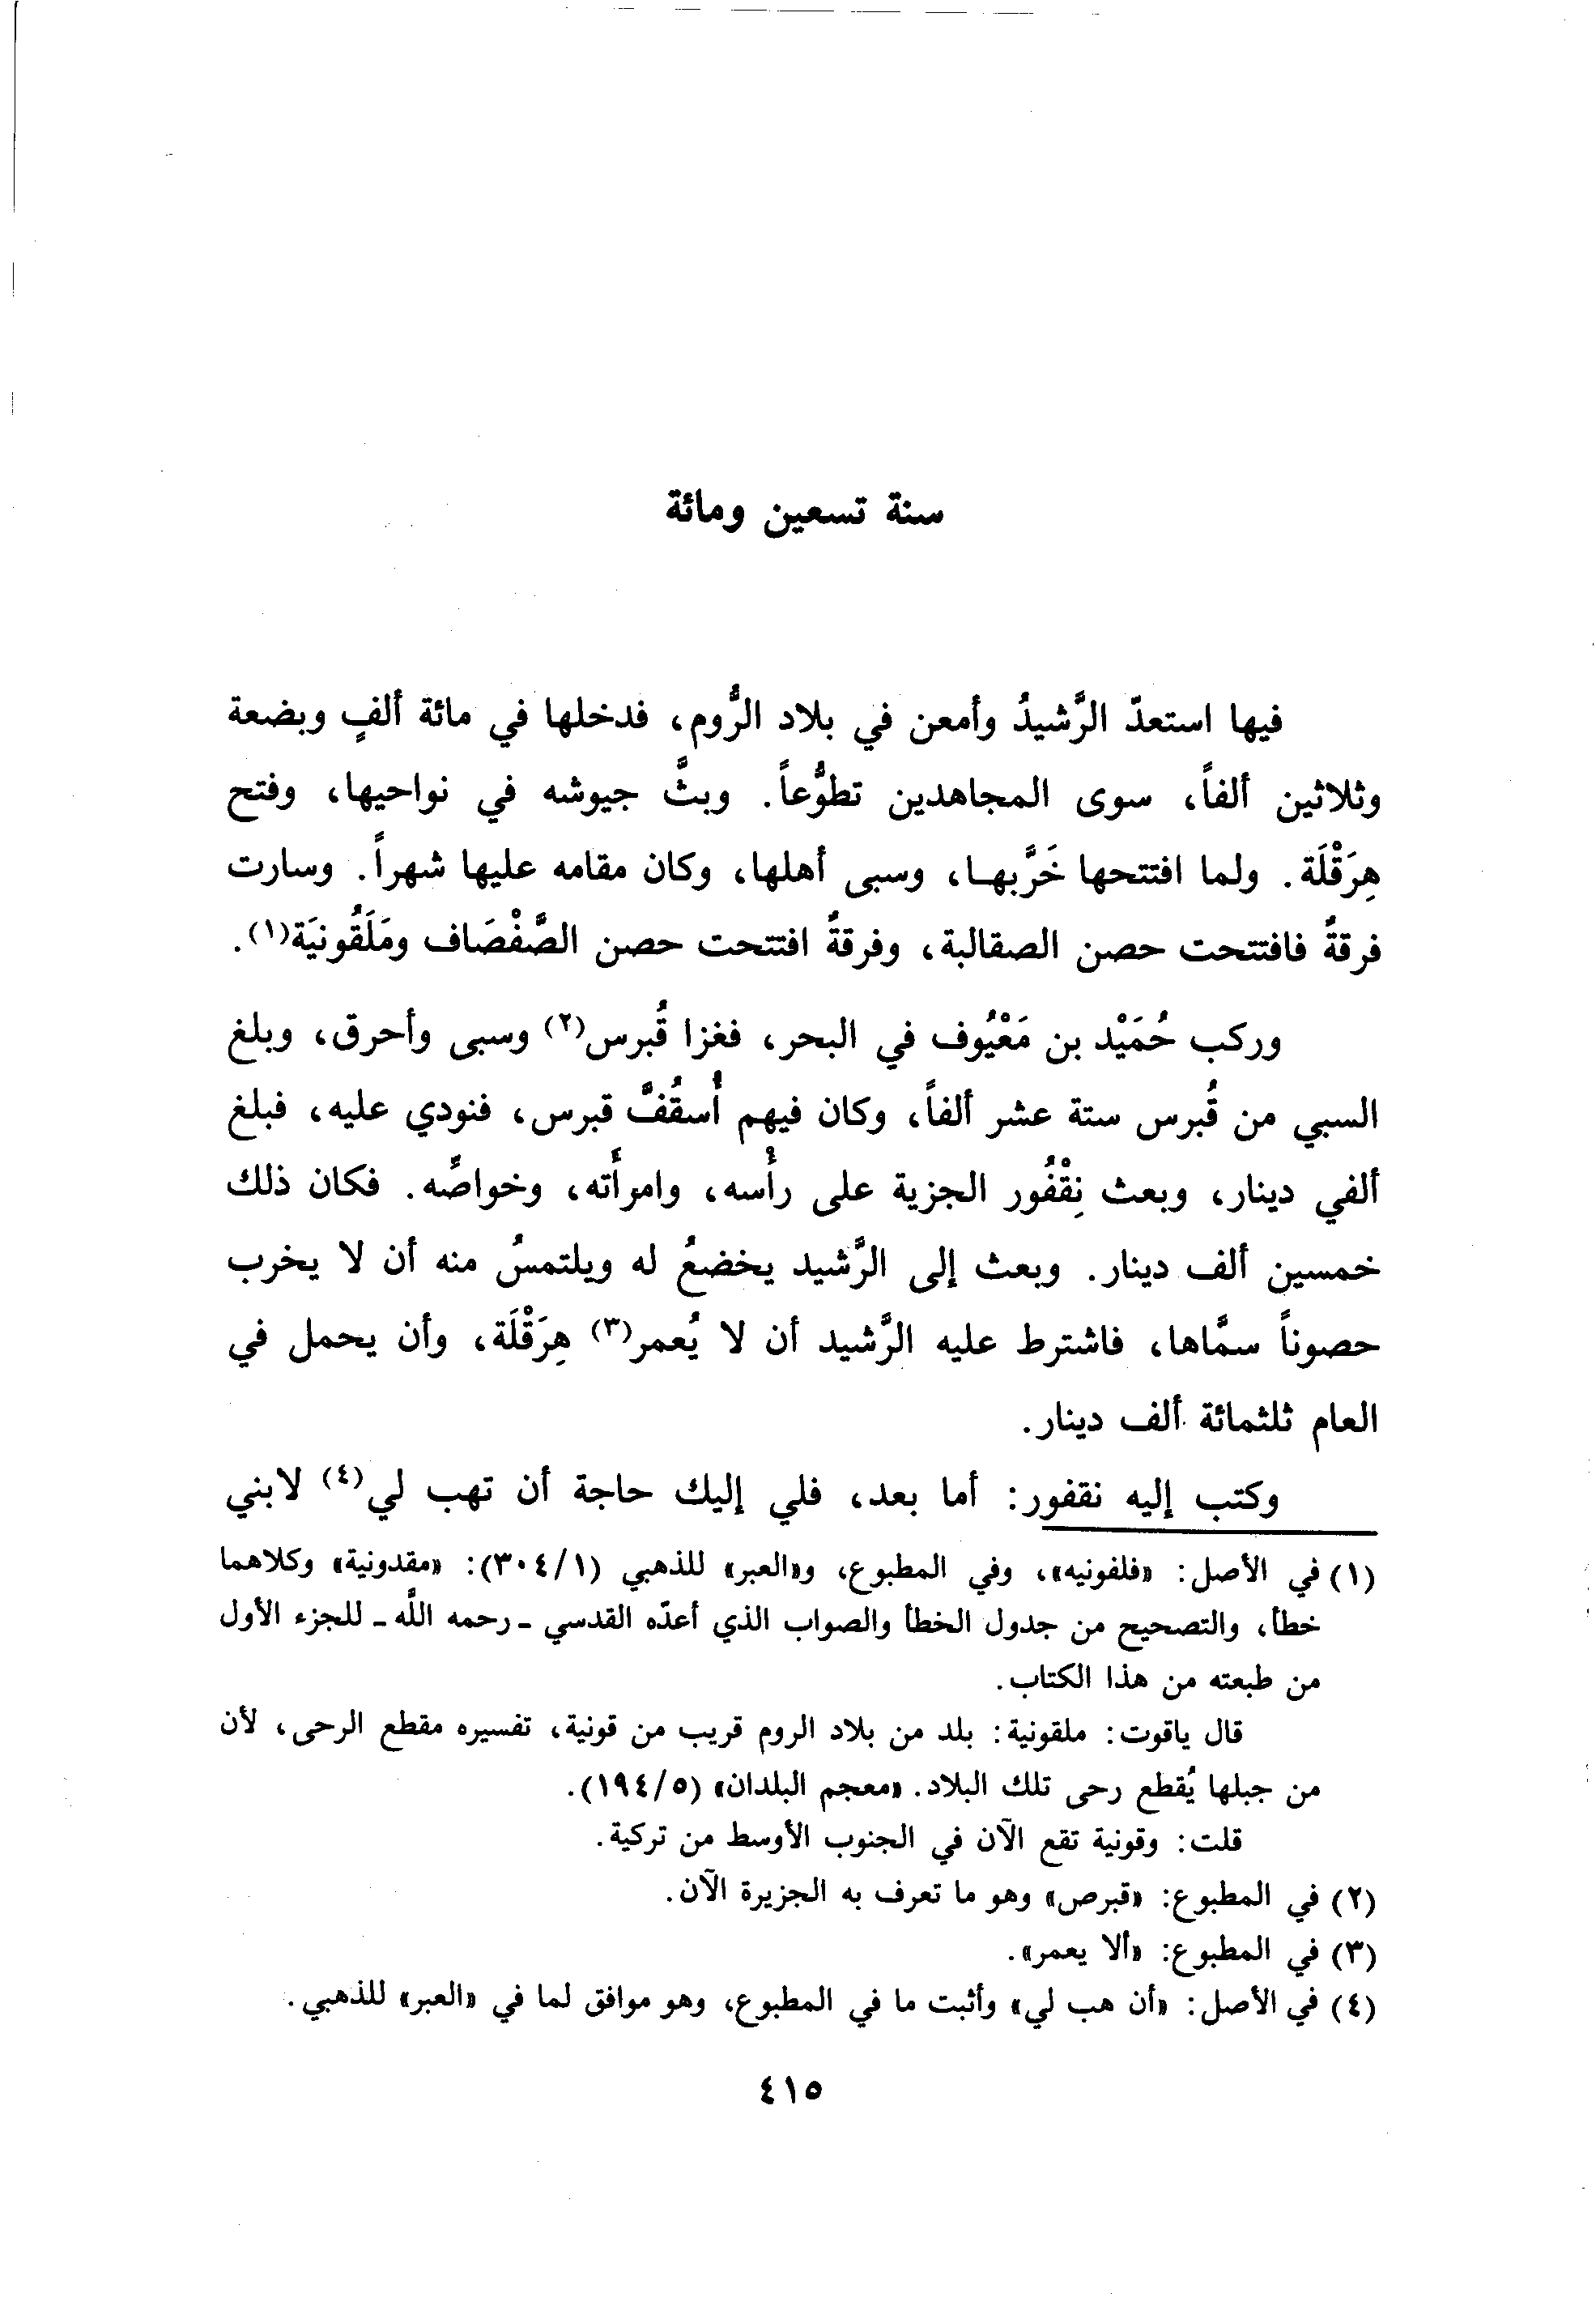 سنة تسعين ومائة
فيها استعدّ الرَّشيدُ وأمعن في بلاد الرُّوم، فدخلها في مائة ألفٍ وبضعة
وثلاثين ألفاً، سوى المجاهدين تطوُّعاً. وبثَّ جيوشه في نواحيها، وفتح
هِرَقْلَة. ولما افتتحها خَرَّبهـا، وسبى أهلها، وكان مقامه عليها شهراً. وسارت
فرقةٌ فافتتحت حصن الصقالبة، وفرقةٌ افتتحت حصن الصَّفْصَاف ومَلَقُونيَة(١).
وركب حُمَيْد بن مَعْيُوف في البحر، فغزا قُبرس(٢) وسبى وأحرق، وبلغ
السبي من قُبرس ستة عشر ألفاً، وكان فيهم أُسقُفَّ قبرس، فنودي عليه، فبلغ
ألفي دينار، وبعث نِقْفُور الجزية على رأْسه، وامرأَته، وخواصِّه. فكان ذلك
خمسين ألف دينار. وبعث إلى الرَّشيد يخضعُ له ويلتمسُ منه أن لا يخرب
حصوناً سمَّاها، فاشترط عليه الرَّشيد أن لا يُعمر(٣) هِرَقْلَة، وأن يحمل في
العام ثلثمائة ألف دينار.
وكتب إليه نقفور: أما بعد، فلي إليك حاجة أن تهب لي(٤) لابني
(١) في الأصل: «فلفونيه»، وفي المطبوع، و«العبر» للذهبي (٣٠٤/١): «مقدونية» وكلاهما
خطأ، والتصحيح من جدول الخطأ والصواب الذي أعدّه القدسي ـ رحمه اللَّه ـ للجزء الأول
من طبعته من هذا الكتاب.
قال ياقوت: ملقونية: بلد من بلاد الروم قريب من قونية، تفسيره مقطع الرحى، لأن
من جبلها يُقطع رحى تلك البلاد. «معجم البلدان» (١٩٤/٥).
قلت: وقونية تقع الآن في الجنوب الأوسط من تركية.
(٢) في المطبوع: «قبرص» وهو ما تعرف به الجزيرة الآن.
(٣) في المطبوع: «ألا يعمر».
(٤) في الأصل: «أن هب لي» وأثبت ما في المطبوع، وهو موافق لما في «العبر» للذهبي.
٤١٥